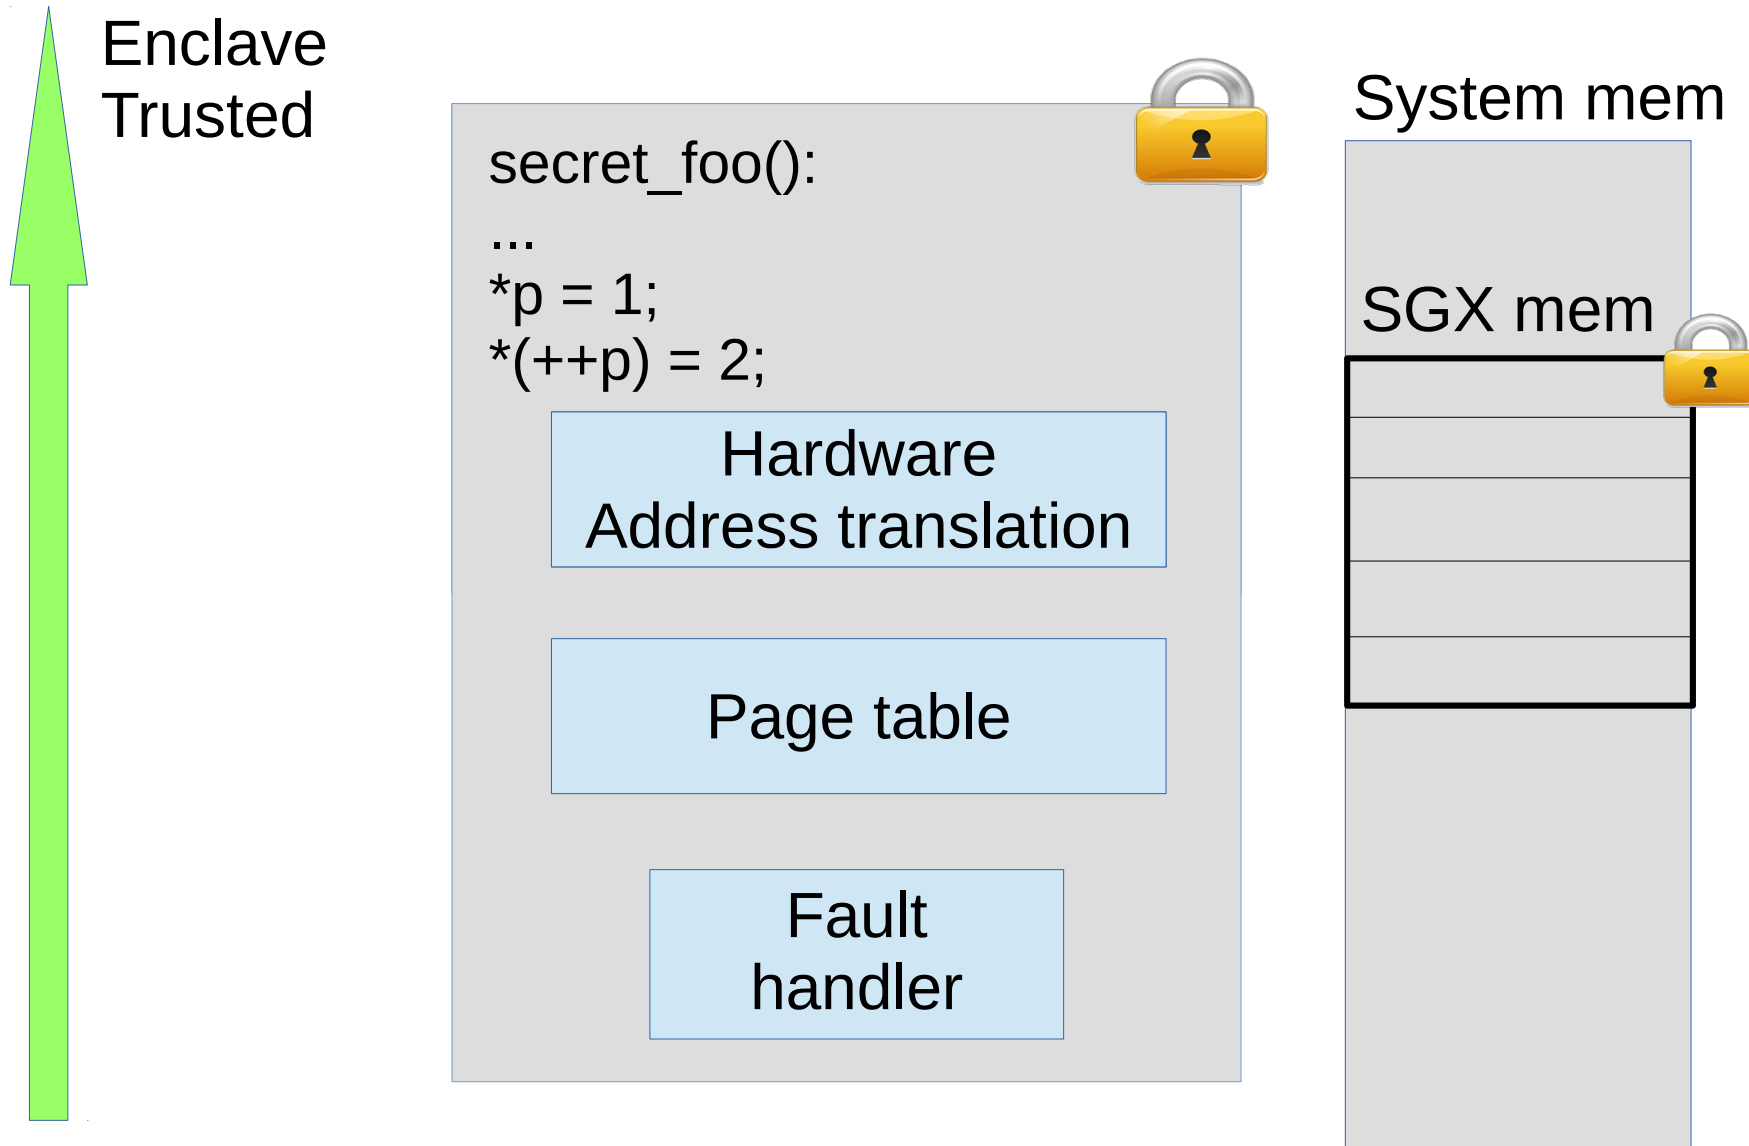 Enclave
Trusted
secret_foo():
...
*p = 1;
*(++p) = 2;
Hardware
Address translation
Page table
Fault
handler
System mem
SGX mem